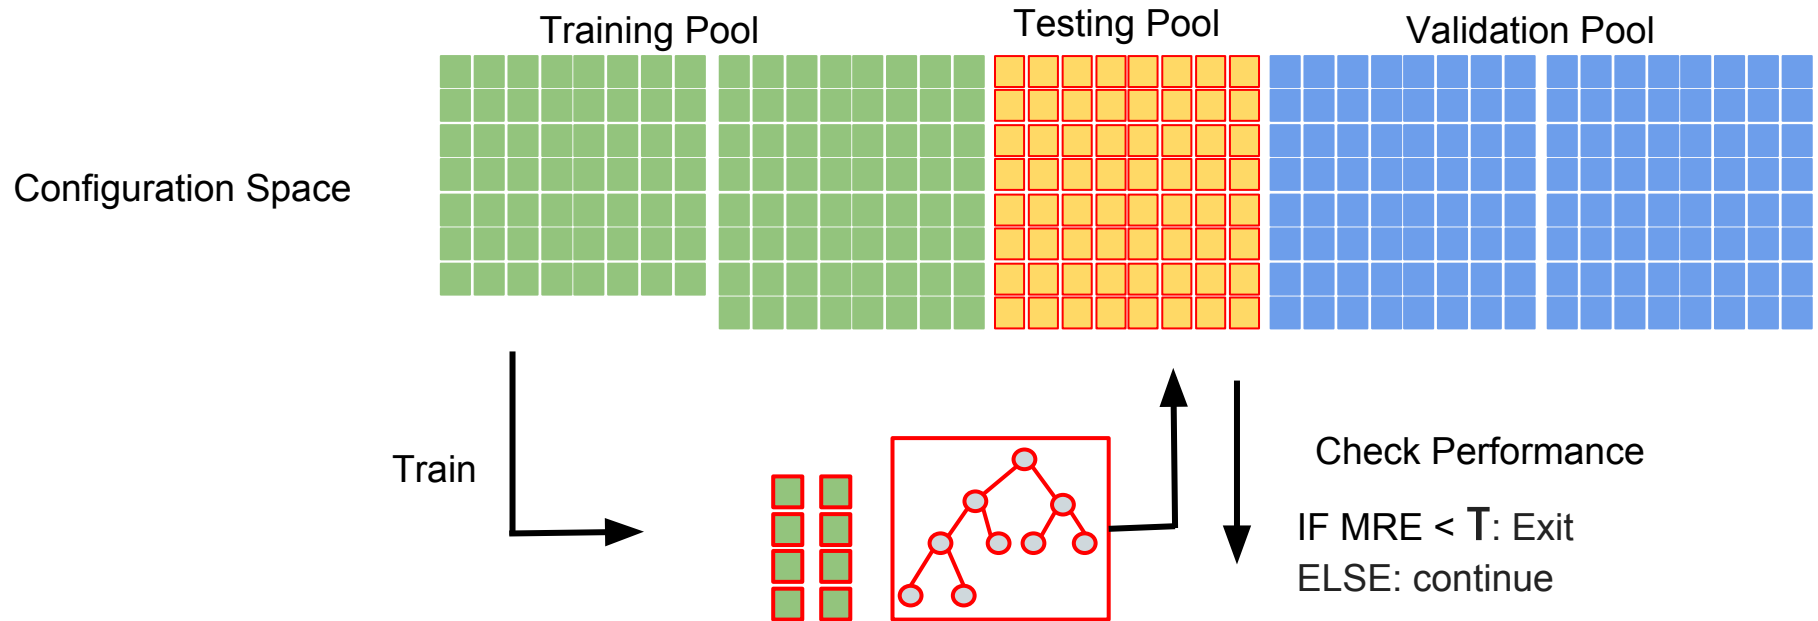 Training Pool
Testing Pool
Validation Pool
Configuration Space
Train
Check Performance
IF MRE < T: Exit
ELSE: continue